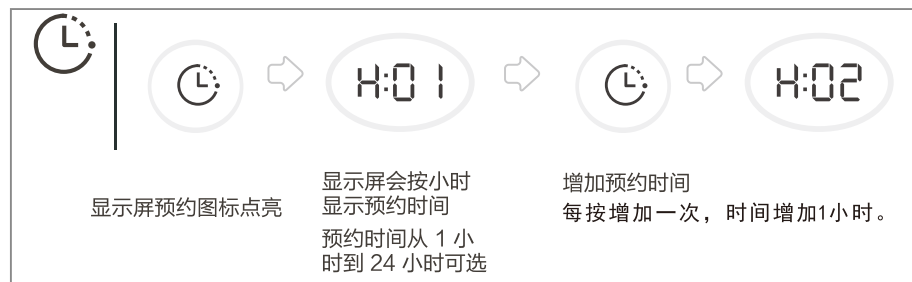 H:01
H:02
显示屏预约图标点亮
显示屏会按小时
显示预约时间
预约时间从 1 小
时到 24 小时可选
增加预约时间
每按增加一次，时间增加1小时。